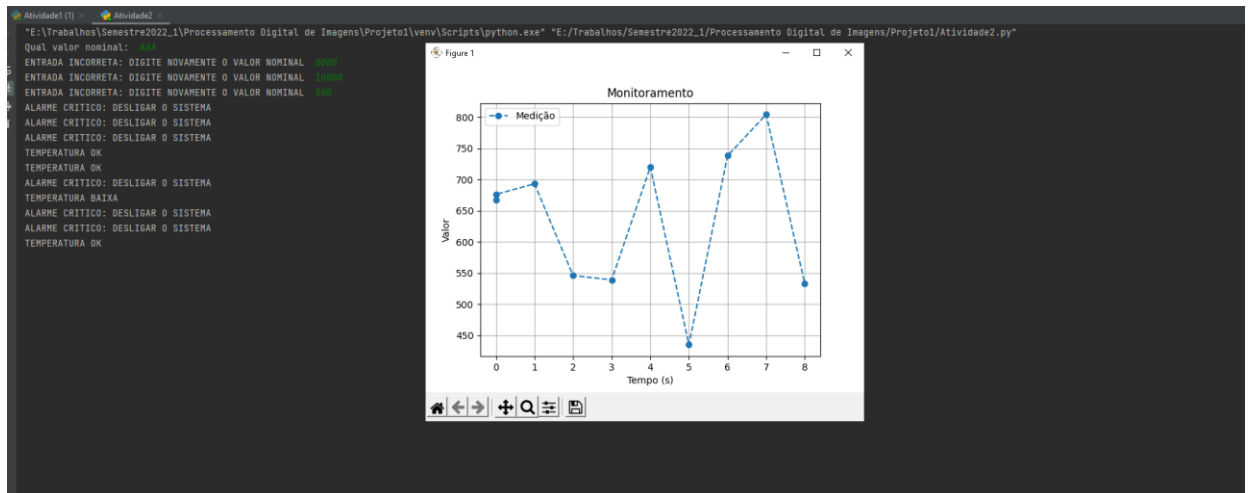 Atividade1 (1) × Atividade2 ×
"E:\Trabalhos\Semestre2022_1\Processamento Digital de Imagens\Projeto1\venv\Scripts\python.exe" "E:/Trabalhos/Semestre2022_1/Processamento Digital de Imagens/Projeto1/Atividade2.py"
Qual valor nominal: AAA
ENTRADA INCORRETA: DIGITE NOVAMENTE O VALOR NOMINAL 0000
ENTRADA INCORRETA: DIGITE NOVAMENTE O VALOR NOMINAL 10000
ENTRADA INCORRETA: DIGITE NOVAMENTE O VALOR NOMINAL 500
ALARME CRITICO: DESLIGAR O SISTEMA
ALARME CRITICO: DESLIGAR O SISTEMA
ALARME CRITICO: DESLIGAR O SISTEMA
TEMPERATURA OK
TEMPERATURA OK
ALARME CRITICO: DESLIGAR O SISTEMA
TEMPERATURA BAIXA
ALARME CRITICO: DESLIGAR O SISTEMA
ALARME CRITICO: DESLIGAR O SISTEMA
TEMPERATURA OK
Figure 1
Monitoramento
Medição
800
750
700
650
600
550
500
450
Valor
0 1 2 3 4 5 6 7 8
Tempo (s)